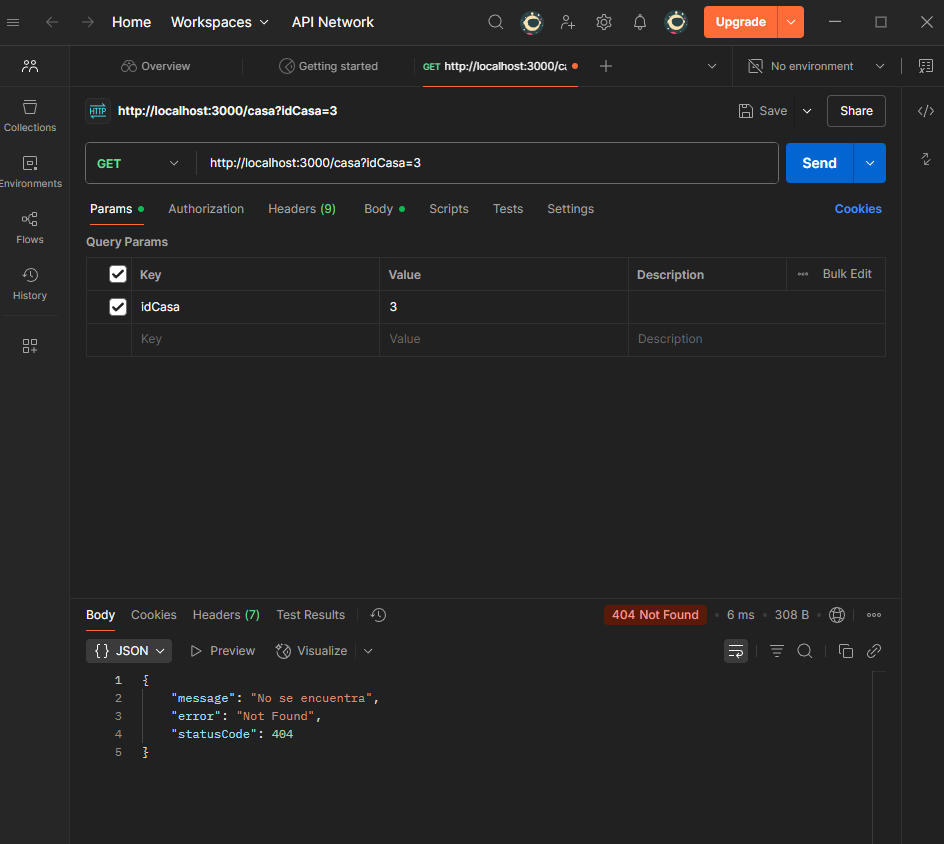 Home Workspaces API Network Upgrade
Overview Getting started GET http://localhost:3000/ca No environment
Collections
Environments
Flows
History
HTTP http://localhost:3000/casa?idCasa=3 Save Share
GET http://localhost:3000/casa?idCasa=3 Send
Params Authorization Headers (9) Body Scripts Tests Settings Cookies
Query Params
Key Value Description Bulk Edit
idCasa 3
Key Value Description
Body Cookies Headers (7) Test Results 404 Not Found 6 ms 308 B
{} JSON Preview Visualize
1 {
2 "message": "No se encuentra",
3 "error": "Not Found",
4 "statusCode": 404
5 }